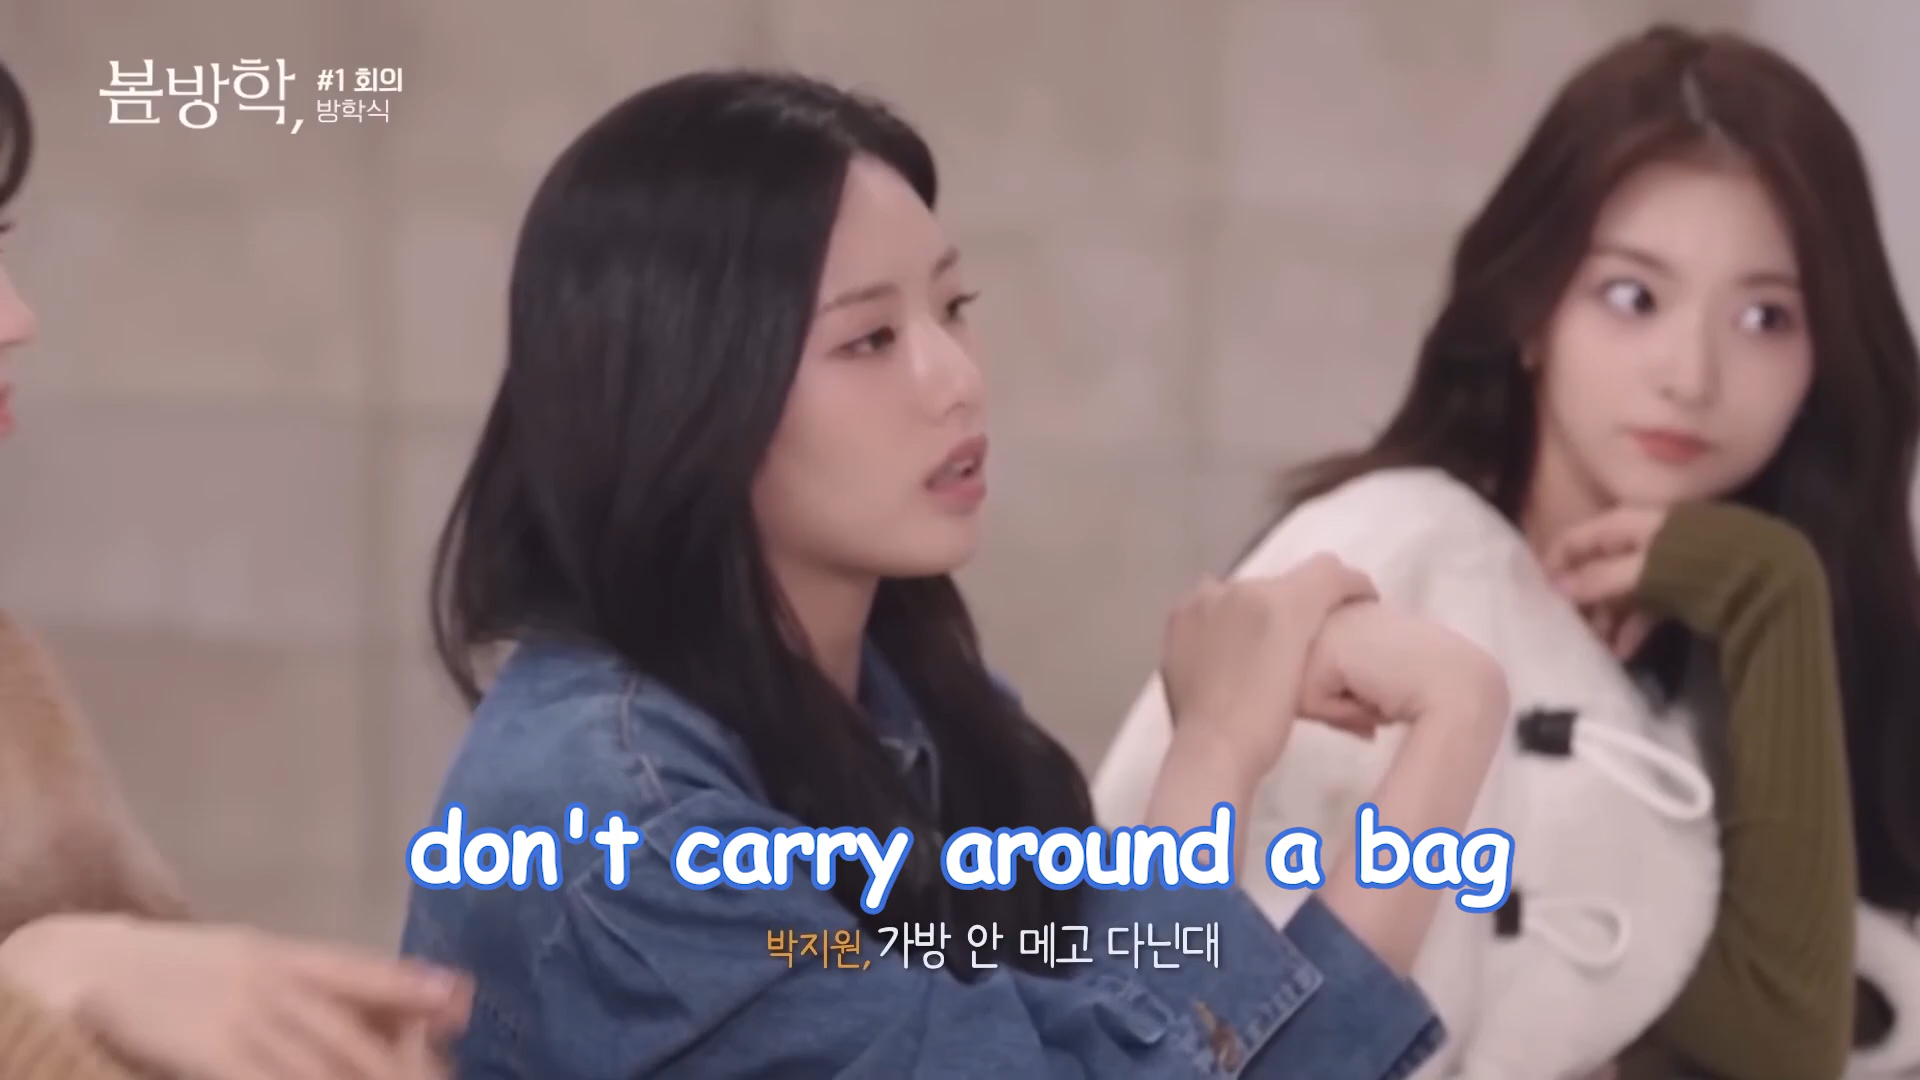 봄방학, #1 회의
방학식
don't carry around a bag
박지원, 가방 안 메고 다닌대